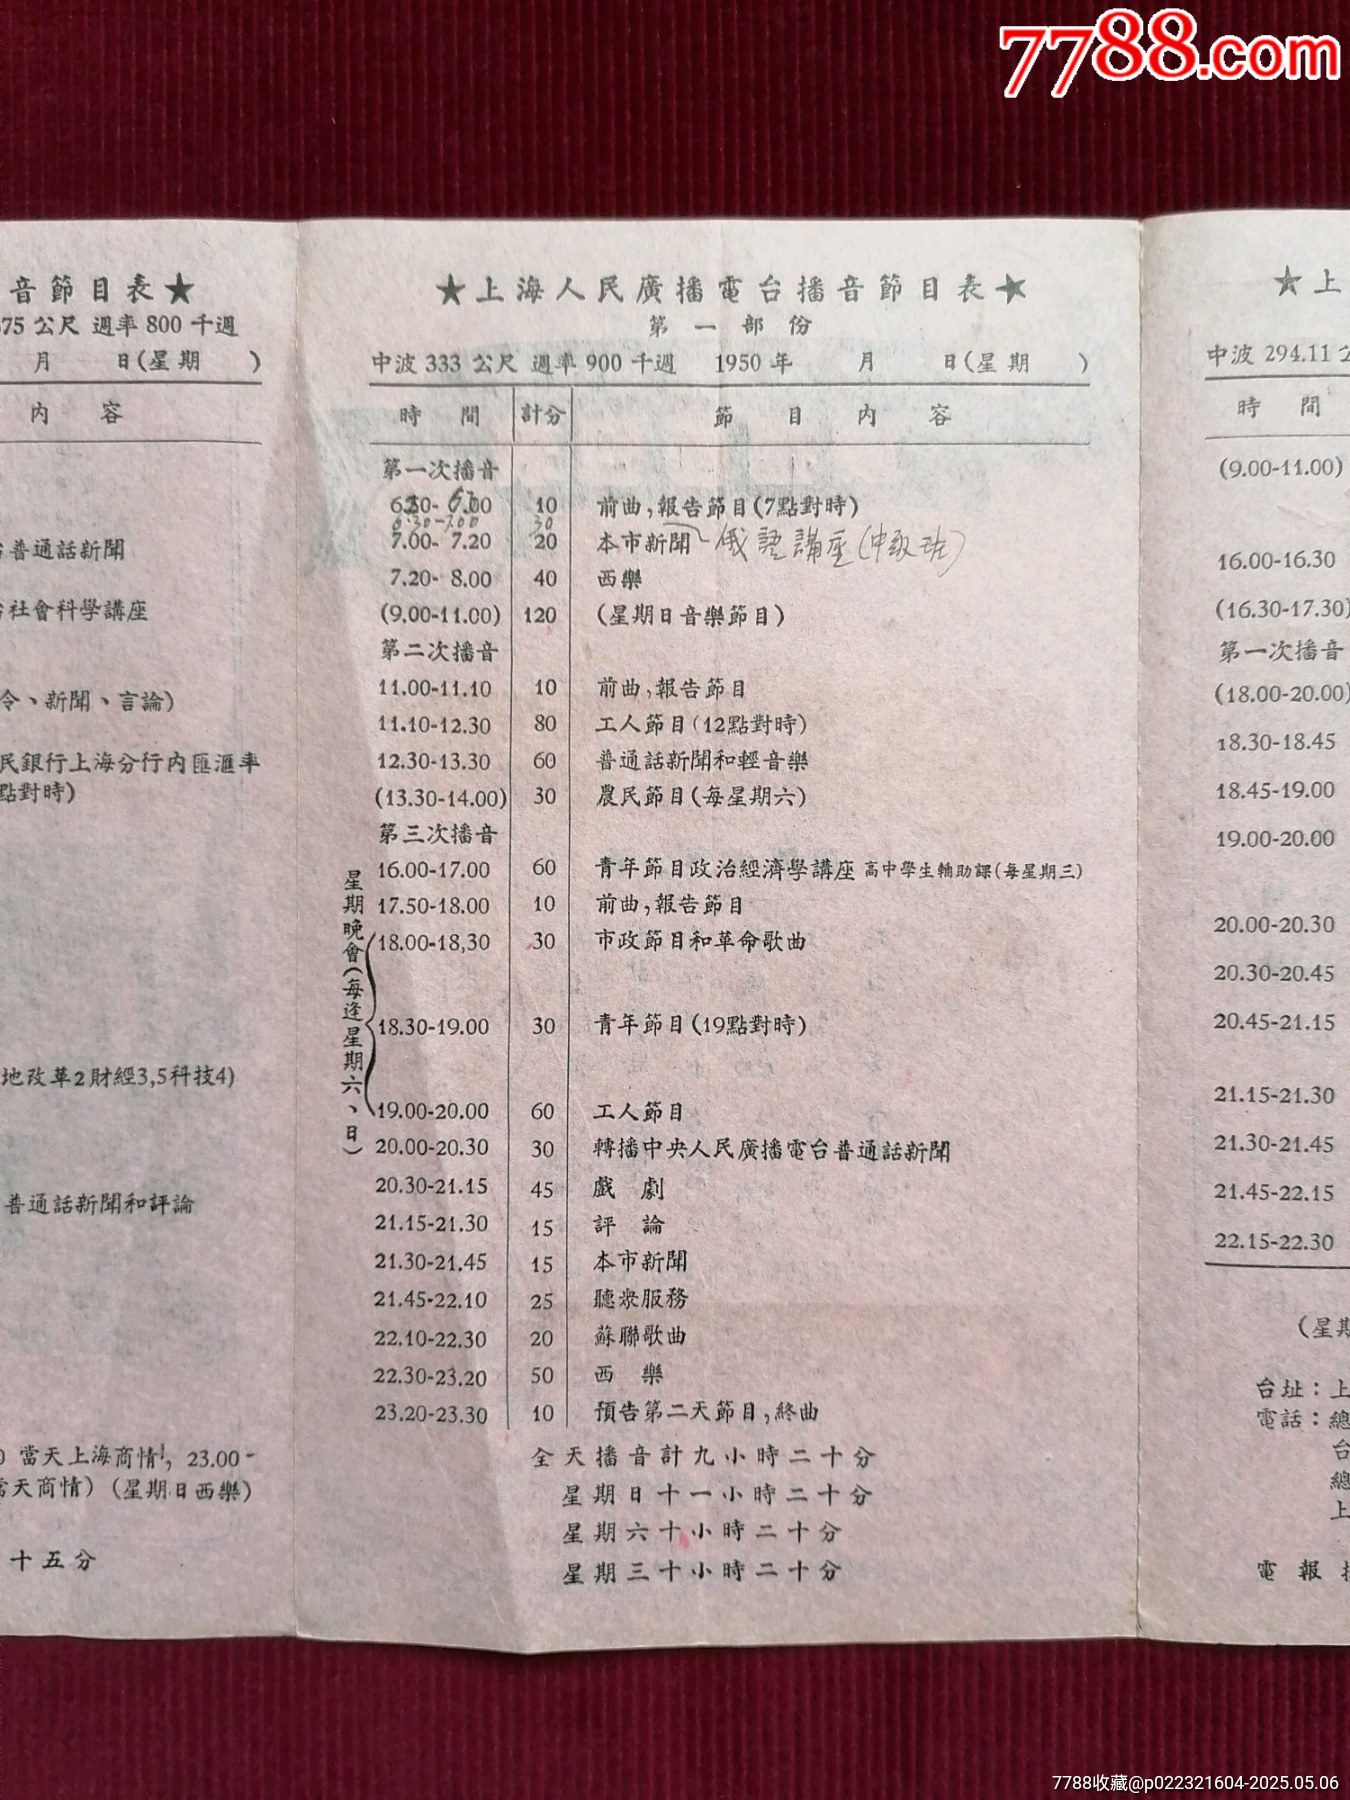 7788.com
音節目表★
675 公尺 週率 800 千週
月 日(星期 )
內 容
普通話新聞
社會科學講座
令、新聞、言論)
民銀行上海分行內匯滙率
點對時)
地改革2財經3,5科技4)
普通話新聞和評論
當天上海商情, 23.00-
當天商情) (星期日西樂)
十五分
★上海人民廣播電台播音節目表★
第一部份
中波 333 公尺 週率 900 千週 1950 年 月 日(星期 )
時 間 計分 節 目 內 容
第一次播音
10 前曲,報告節目(7點對時)
6.30-7.00 30
7.00-7.20 20 本市新聞 俄語講座(中級班)
7.20-8.00 40 西樂
(9.00-11.00) 120 (星期日音樂節目)
第二次播音
11.00-11.10 10 前曲,報告節目
11.10-12.30 80 工人節目(12點對時)
12.30-13.30 60 普通話新聞和輕音樂
(13.30-14.00) 30 農民節目(每星期六)
第三次播音
16.00-17.00 60 青年節目政治經濟學講座 高中學生輔助課(每星期三)
17.50-18.00 10 前曲,報告節目
18.00-18,30 30 市政節目和革命歌曲
18.30-19.00 30 青年節目(19點對時)
19.00-20.00 60 工人節目
星期晚會(每逢星期六、日)
20.00-20.30 30 轉播中央人民廣播電台普通話新聞
20.30-21.15 45 戲 劇
21.15-21.30 15 評 論
21.30-21.45 15 本市新聞
21.45-22.10 25 聽衆服務
22.10-22.30 20 蘇聯歌曲
22.30-23.20 50 西 樂
23.20-23.30 10 預告第二天節目,終曲
全天播音計九小時二十分
星期日十一小時二十分
星期六十小時二十分
星期三十小時二十分
★上
中波 294.11
時 間
(9.00-11.00)
16.00-16.30
(16.30-17.30)
第一次播音
(18.00-20.00)
18.30-18.45
18.45-19.00
19.00-20.00
20.00-20.30
20.30-20.45
20.45-21.15
21.15-21.30
21.30-21.45
21.45-22.15
22.15-22.30
(星期
台址：上
電話：總
台
總
上
電 報
7788收藏@p022321604-2025.05.06